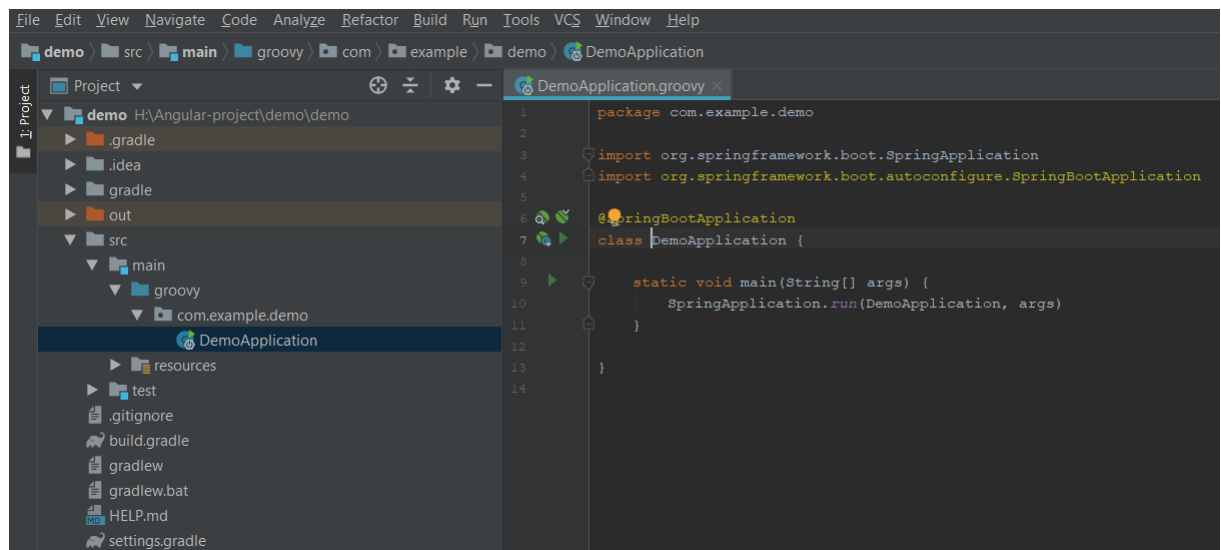 File Edit View Navigate Code Analyze Refactor Build Run Tools VCS Window Help
demo src main groovy com example demo DemoApplication
1: Project
Project
demo H:\Angular-project\demo\demo
.gradle
.idea
gradle
out
src
main
groovy
com.example.demo
DemoApplication
resources
test
.gitignore
build.gradle
gradlew
gradlew.bat
MD HELP.md
settings.gradle
DemoApplication.groovy
1 package com.example.demo
2
3 import org.springframework.boot.SpringApplication
4 import org.springframework.boot.autoconfigure.SpringBootApplication
5
6 @SpringBootApplication
7 class DemoApplication {
8
9 static void main(String[] args) {
10 SpringApplication.run(DemoApplication, args)
11 }
12
13 }
14